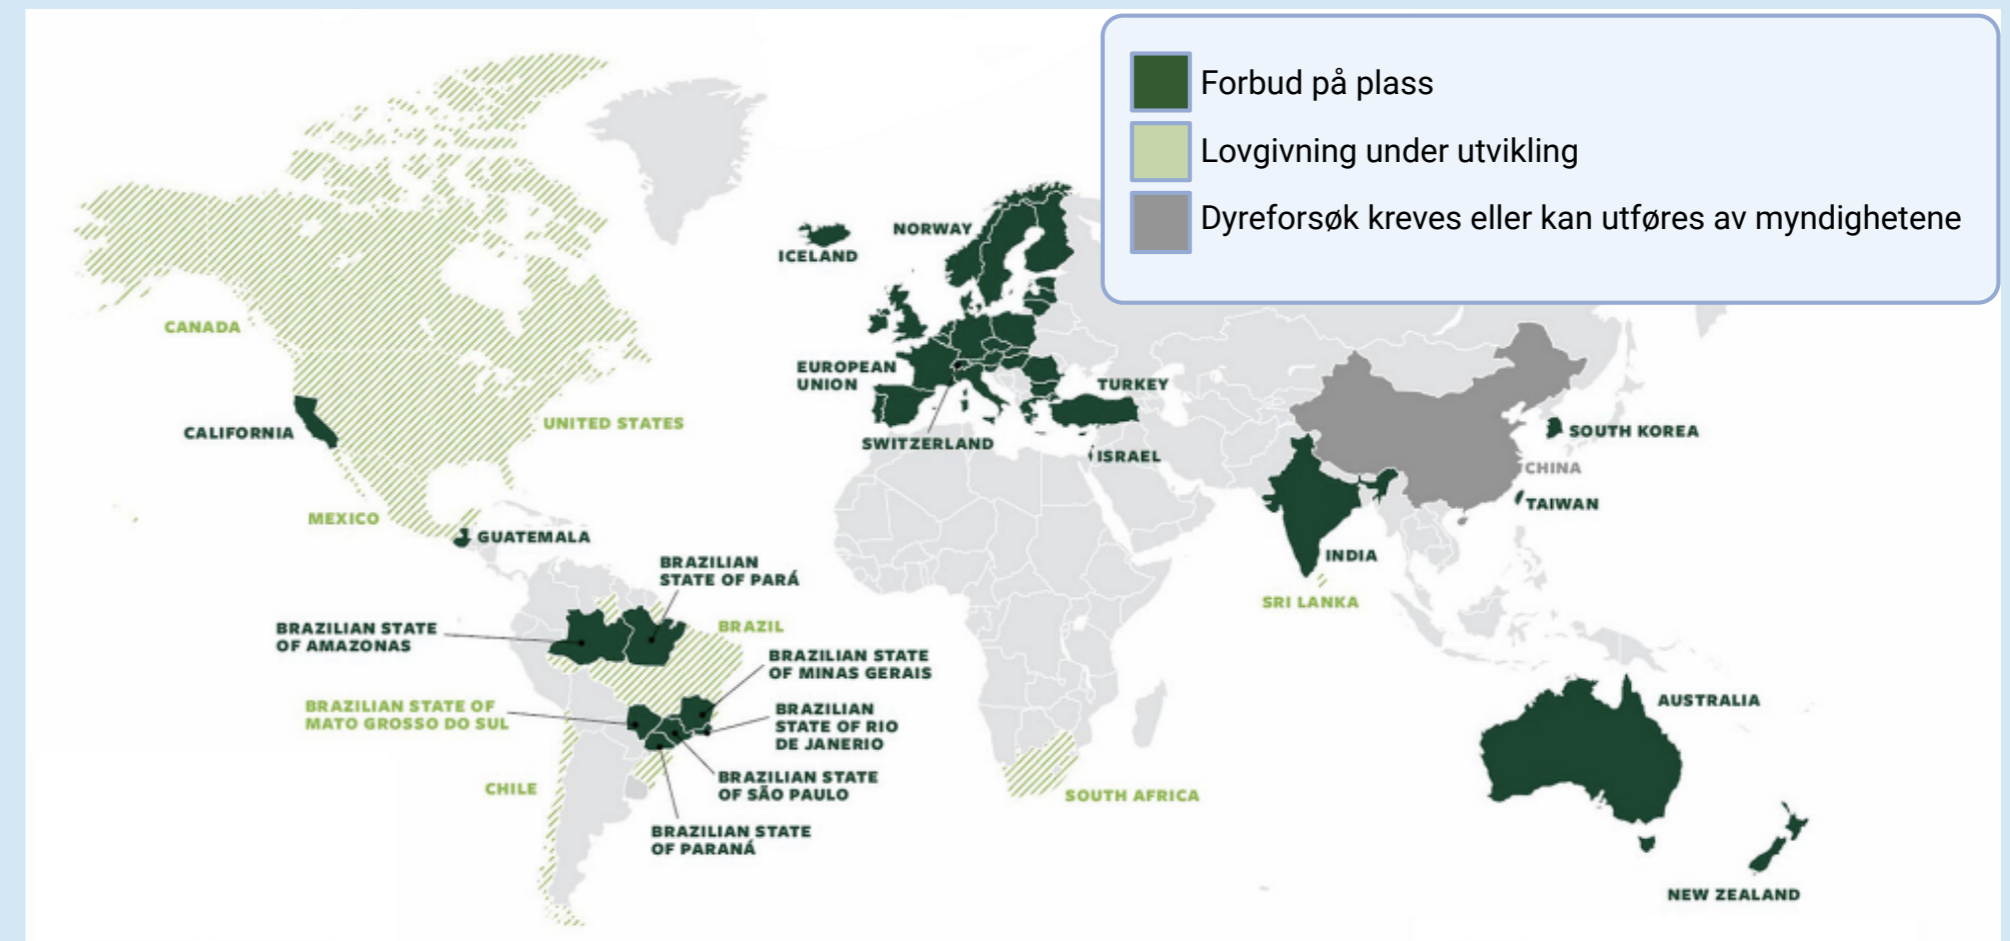 Forbud på plass
Lovgivning under utvikling
Dyreforsøk kreves eller kan utføres av myndighetene
NORWAY
ICELAND
CANADA
EUROPEAN
UNION
TURKEY
CALIFORNIA
UNITED STATES
SWITZERLAND
ISRAEL
SOUTH KOREA
CHINA
TAIWAN
MEXICO
GUATEMALA
INDIA
BRAZILIAN
STATE OF PARÁ
SRI LANKA
BRAZILIAN STATE
OF AMAZONAS
BRAZIL
BRAZILIAN STATE
OF MINAS GERAIS
BRAZILIAN STATE OF
MATO GROSSO DO SUL
BRAZILIAN
STATE OF RIO
DE JANERIO
AUSTRALIA
CHILE
BRAZILIAN STATE
OF SÃO PAULO
SOUTH AFRICA
BRAZILIAN STATE
OF PARANÁ
NEW ZEALAND